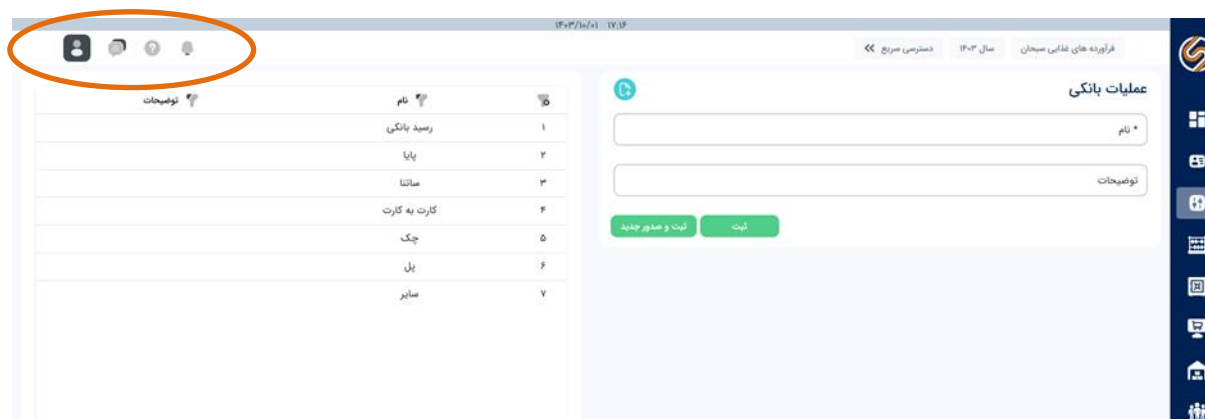 ۱۴۰۳/۱۰/۰۱ ۱۷:۱۶
فرآورده های غذایی سبحان سال ۱۴۰۳ دسترسی سریع
عملیات بانکی
* نام
توضیحات
ثبت ثبت و صدور جدید
نام توضیحات
۱ رسید بانکی
۲ پایا
۳ ساتنا
۴ کارت به کارت
۵ چک
۶ پل
۷ سایر